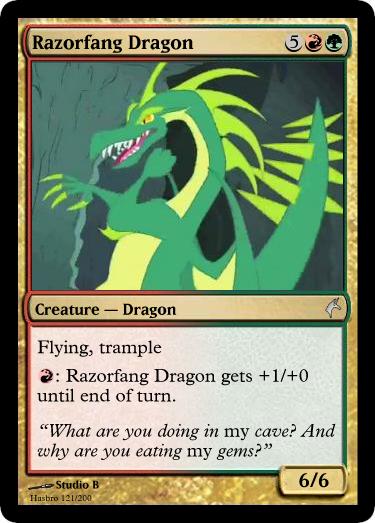 Razorfang Dragon 5
Creature — Dragon
Flying, trample
: Razorfang Dragon gets +1/+0
until end of turn.
“What are you doing in my cave? And
why are you eating my gems?”
6/6
Studio B
Hasbro 121/200